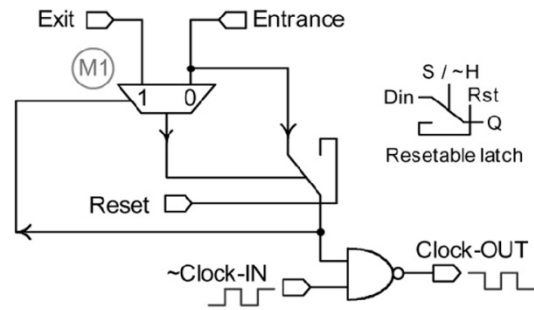 Exit
Entrance
M1
1 0
S / ~H
Din
Rst
Q
Resetable latch
Reset
~Clock-IN
Clock-OUT